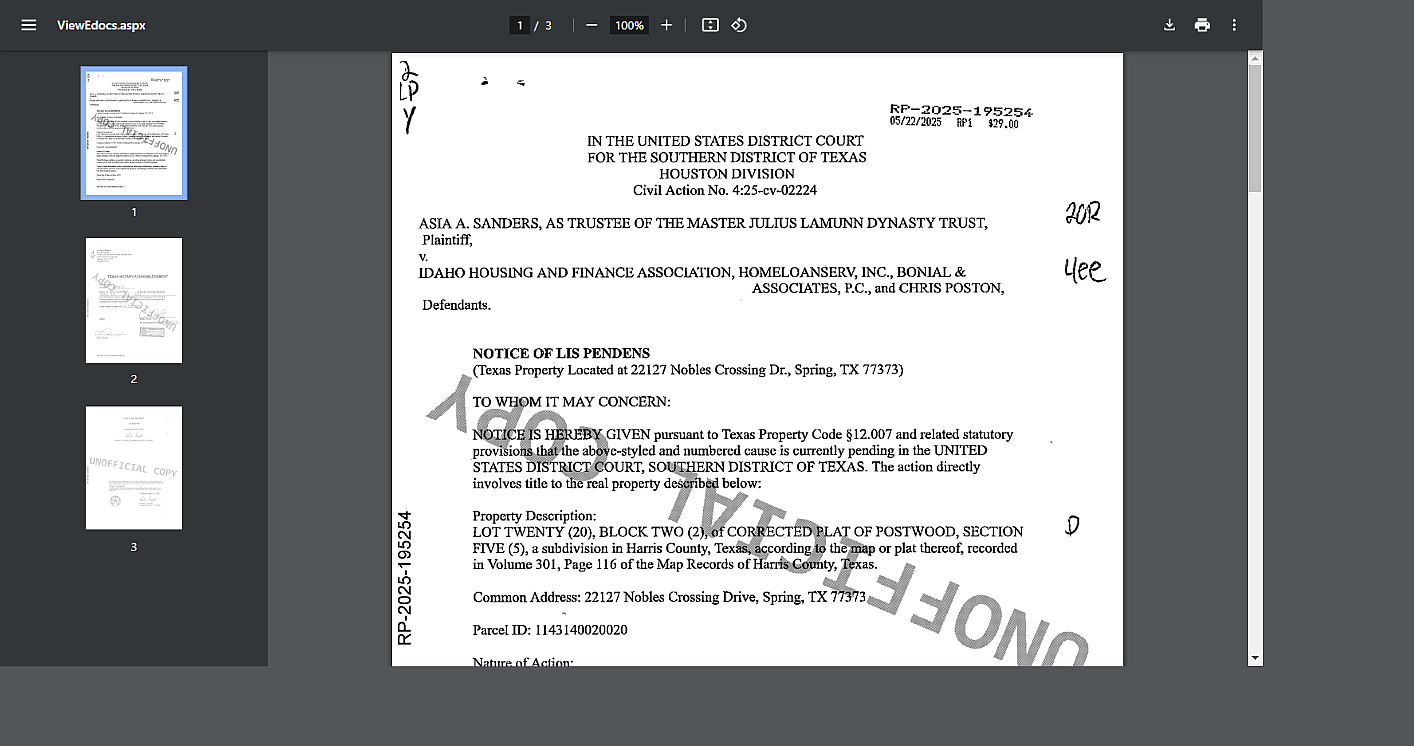 ViewEdocs.aspx
1 / 3
100%
2
LP
Y
RP-2025-195254
05/22/2025 RP1 $29.00
IN THE UNITED STATES DISTRICT COURT
FOR THE SOUTHERN DISTRICT OF TEXAS
HOUSTON DIVISION
Civil Action No. 4:25-cv-02224
20R
4ee
ASIA A. SANDERS, AS TRUSTEE OF THE MASTER JULIUS LAMUNN DYNASTY TRUST,
Plaintiff,
v.
IDAHO HOUSING AND FINANCE ASSOCIATION, HOMELOANSERV, INC., BONIAL &
ASSOCIATES, P.C., and CHRIS POSTON,
Defendants.
NOTICE OF LIS PENDENS
(Texas Property Located at 22127 Nobles Crossing Dr., Spring, TX 77373)
TO WHOM IT MAY CONCERN:
NOTICE IS HEREBY GIVEN pursuant to Texas Property Code §12.007 and related statutory
provisions that the above-styled and numbered cause is currently pending in the UNITED
STATES DISTRICT COURT, SOUTHERN DISTRICT OF TEXAS. The action directly
involves title to the real property described below:
Property Description:
LOT TWENTY (20), BLOCK TWO (2), of CORRECTED PLAT OF POSTWOOD, SECTION
FIVE (5), a subdivision in Harris County, Texas, according to the map or plat thereof, recorded
in Volume 301, Page 116 of the Map Records of Harris County, Texas.
D
Common Address: 22127 Nobles Crossing Drive, Spring, TX 77373
Parcel ID: 1143140020020
Nature of Action:
RP-2025-195254
UNOFFICIAL COPY
1
UNOFFICIAL COPY
2
TEXAS NOTARY ACKNOWLEDGMENT
UNOFFICIAL COPY
3
UNOFFICIAL COPY